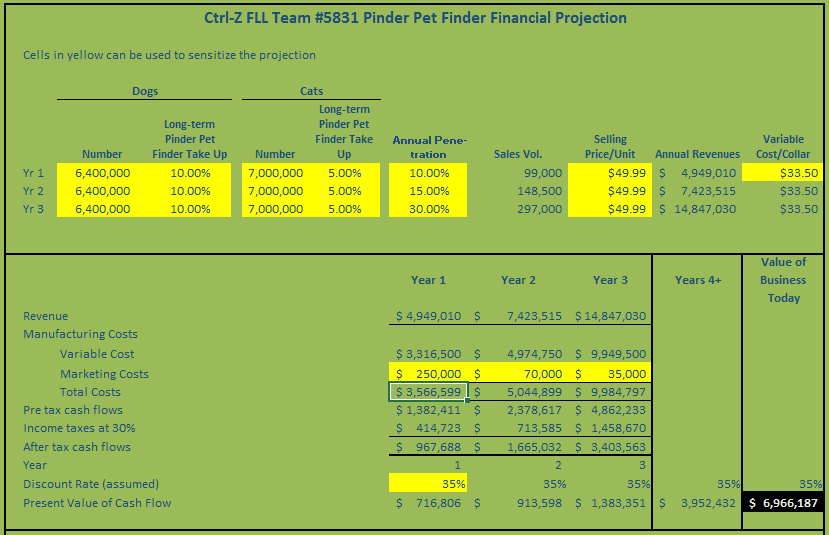 Ctrl-Z FLL Team #5831 Pinder Pet Finder Financial Projection
Cells in yellow can be used to sensitize the projection
Dogs Cats
Number Long-term Pinder Pet Finder Take Up Number Long-term Pinder Pet Finder Take Up Annual Pene-tration Sales Vol. Selling Price/Unit Annual Revenues Variable Cost/Collar
Yr 1 6,400,000 10.00% 7,000,000 5.00% 10.00% 99,000 $49.99 $ 4,949,010 $33.50
Yr 2 6,400,000 10.00% 7,000,000 5.00% 15.00% 148,500 $49.99 $ 7,423,515 $33.50
Yr 3 6,400,000 10.00% 7,000,000 5.00% 30.00% 297,000 $49.99 $ 14,847,030 $33.50
Year 1 Year 2 Year 3 Years 4+ Value of Business Today
Revenue $ 4,949,010 $ 7,423,515 $ 14,847,030
Manufacturing Costs
Variable Cost $ 3,316,500 $ 4,974,750 $ 9,949,500
Marketing Costs $ 250,000 $ 70,000 $ 35,000
Total Costs $ 3,566,599 $ 5,044,899 $ 9,984,797
Pre tax cash flows $ 1,382,411 $ 2,378,617 $ 4,862,233
Income taxes at 30% $ 414,723 $ 713,585 $ 1,458,670
After tax cash flows $ 967,688 $ 1,665,032 $ 3,403,563
Year 1 2 3
Discount Rate (assumed) 35% 35% 35% 35% 35%
Present Value of Cash Flow $ 716,806 $ 913,598 $ 1,383,351 $ 3,952,432 $ 6,966,187